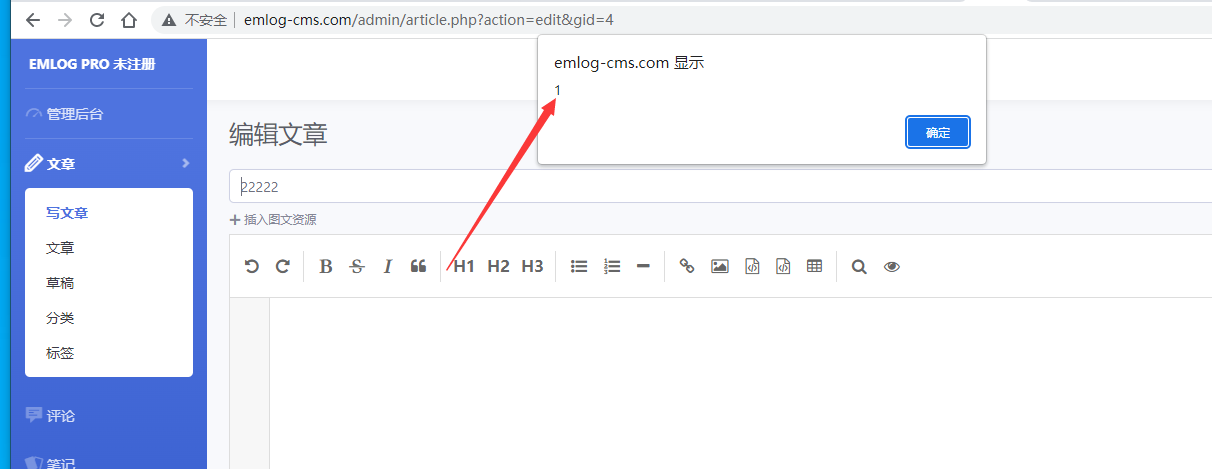 不安全 emlog-cms.com/admin/article.php?action=edit&gid=4
EMLOG PRO 未注册
管理后台
文章
写文章
文章
草稿
分类
标签
评论
笔记
emlog-cms.com 显示
1
确定
编辑文章
22222
插入图文资源
B S I H1 H2 H3